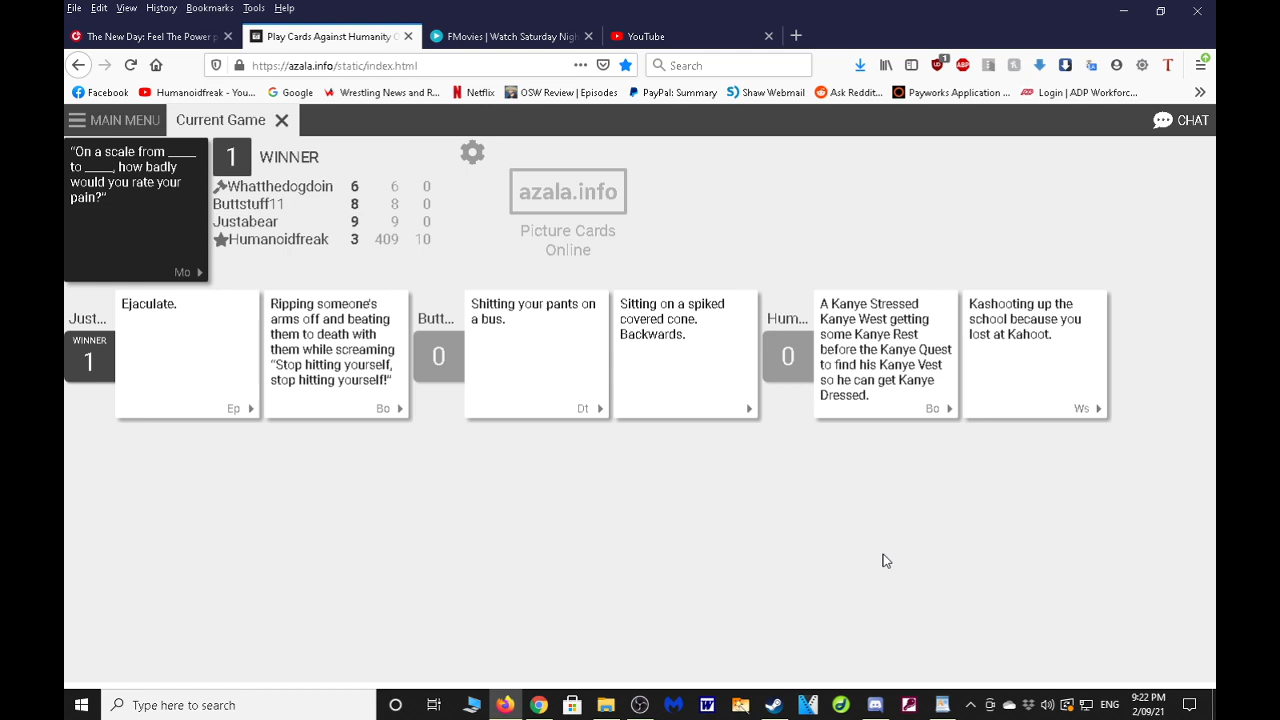 File Edit View History Bookmarks Tools Help
The New Day: Feel The Power p
Play Cards Against Humanity O
FMovies | Watch Saturday Nigh
YouTube
https://azala.info/static/index.html
Search
Facebook
Humanoidfreak - You...
Google
Wrestling News and R...
Netflix
OSW Review | Episodes
PayPal: Summary
Shaw Webmail
Ask Reddit...
Payworks Application ...
Login | ADP Workforc...
MAIN MENU
Current Game
CHAT
“On a scale from ____
to ____, how badly
would you rate your
pain?”
Mo
1 WINNER
Whatthedogdoin 6 6 0
Buttstuff11 8 8 0
Justabear 9 9 0
Humanoidfreak 3 409 10
azala.info
Picture Cards
Online
Just...
WINNER
1
Ejaculate.
Ep
Ripping someone's
arms off and beating
them to death with
them while screaming
“Stop hitting yourself,
stop hitting yourself!”
Bo
Butt...
0
Shitting your pants on
a bus.
Dt
Sitting on a spiked
covered cone.
Backwards.
Hum...
0
A Kanye Stressed
Kanye West getting
some Kanye Rest
before the Kanye Quest
to find his Kanye Vest
so he can get Kanye
Dressed.
Bo
Kashooting up the
school because you
lost at Kahoot.
Ws
Type here to search
ENG
9:22 PM
2/09/21